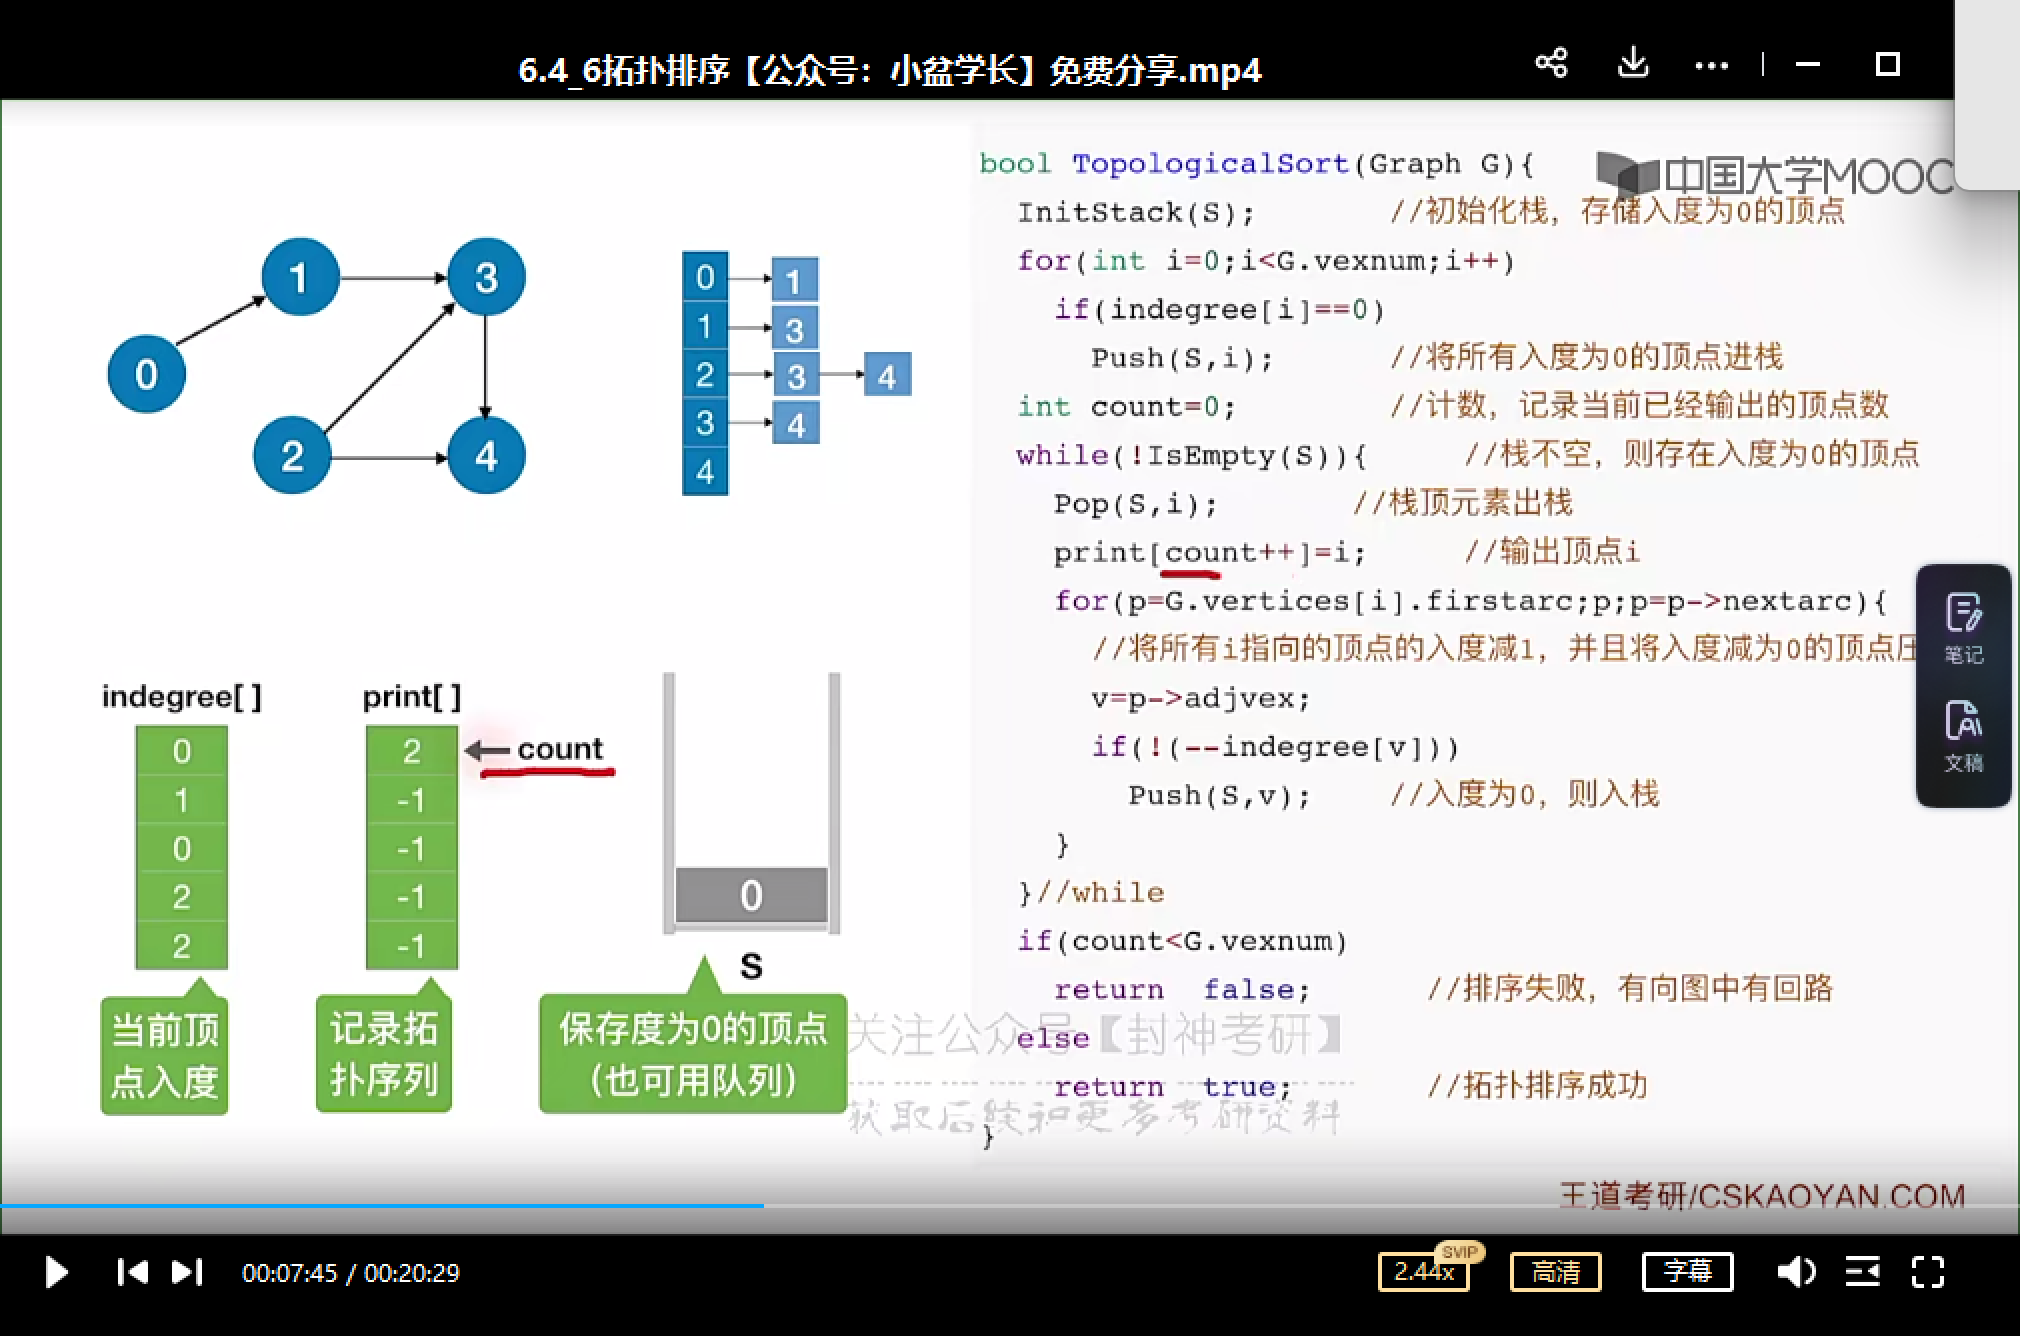 6.4_6拓扑排序【公众号：小盆学长】免费分享.mp4
中国大学MOOC
0
1
3
2
4
0
1
2
3
4
1
3
3
4
4
indegree[ ]
0
1
0
2
2
当前顶
点入度
print[ ]
2
-1
-1
-1
-1
count
记录拓
扑序列
0
S
保存度为0的顶点
（也可用队列）
bool TopologicalSort(Graph G){
InitStack(S); //初始化栈，存储入度为0的顶点
for(int i=0;i<G.vexnum;i++)
if(indegree[i]==0)
Push(S,i); //将所有入度为0的顶点进栈
int count=0; //计数，记录当前已经输出的顶点数
while(!IsEmpty(S)){ //栈不空，则存在入度为0的顶点
Pop(S,i); //栈顶元素出栈
print[count++]=i; //输出顶点i
for(p=G.vertices[i].firstarc;p;p=p->nextarc){
//将所有i指向的顶点的入度减1，并且将入度减为0的顶点压
v=p->adjvex;
if(!(--indegree[v]))
Push(S,v); //入度为0，则入栈
}
}//while
if(count<G.vexnum)
return false; //排序失败，有向图中有回路
else
return true; //拓扑排序成功
}
关注公众号【封神考研】
获取后续和更多考研资料
笔记
文稿
王道考研/CSKAOYAN.COM
00:07:45 / 00:20:29
2.44x
SVIP
高清
字幕